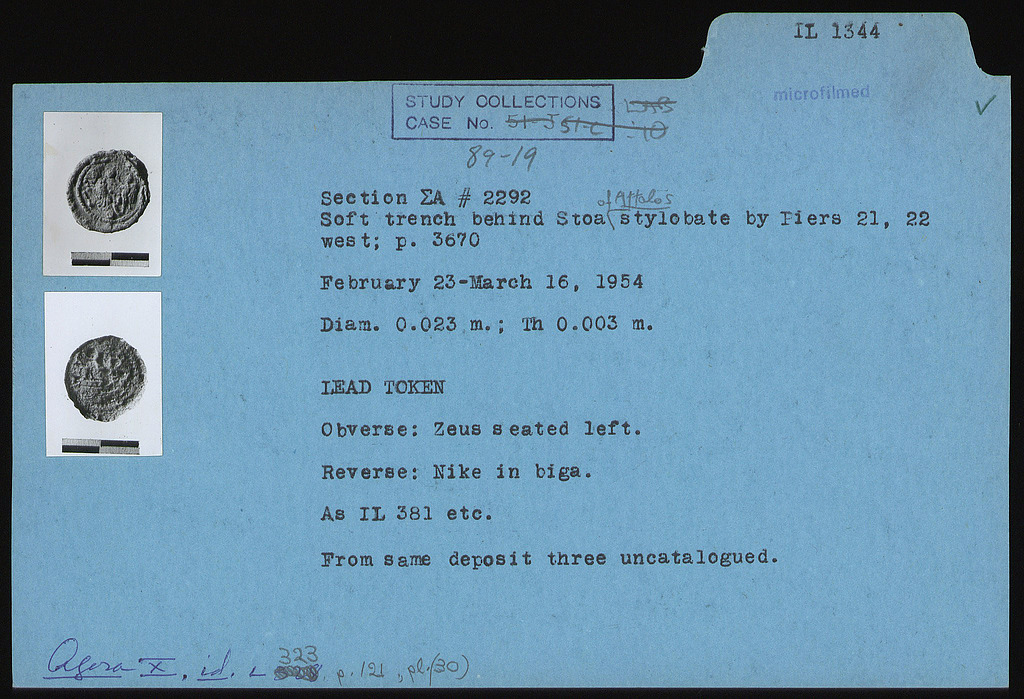 IL 1344
microfilmed ✓
STUDY COLLECTIONS
CASE No. 51-J 51-C
89-19
Section ΣA # 2292
Soft trench behind Stoa of Attalos stylobate by Piers 21, 22
west; p. 3670
February 23-March 16, 1954
Diam. 0.023 m.; Th 0.003 m.
LEAD TOKEN
Obverse: Zeus seated left.
Reverse: Nike in biga.
As IL 381 etc.
From same deposit three uncatalogued.
Agora X, id. L 323, p. 121, pl. (30)